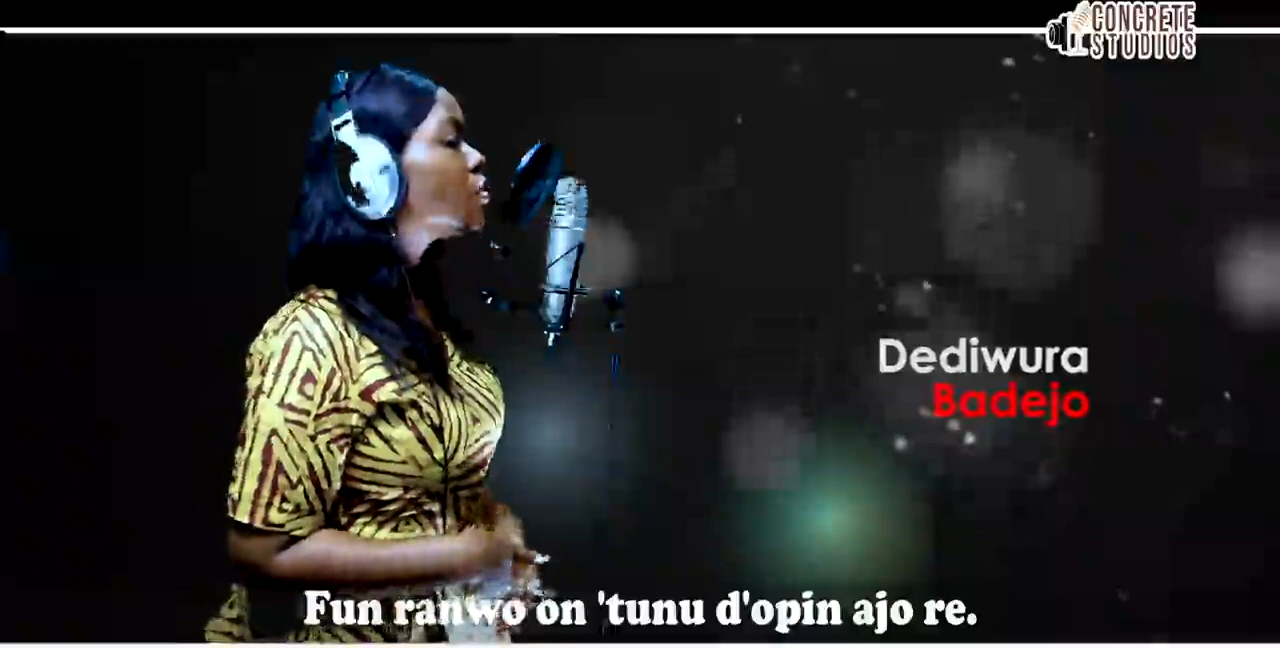 CONCRETE
STUDIOS
Dediwura
Badejo
Fun ranwo on 'tunu d'opin ajo re.